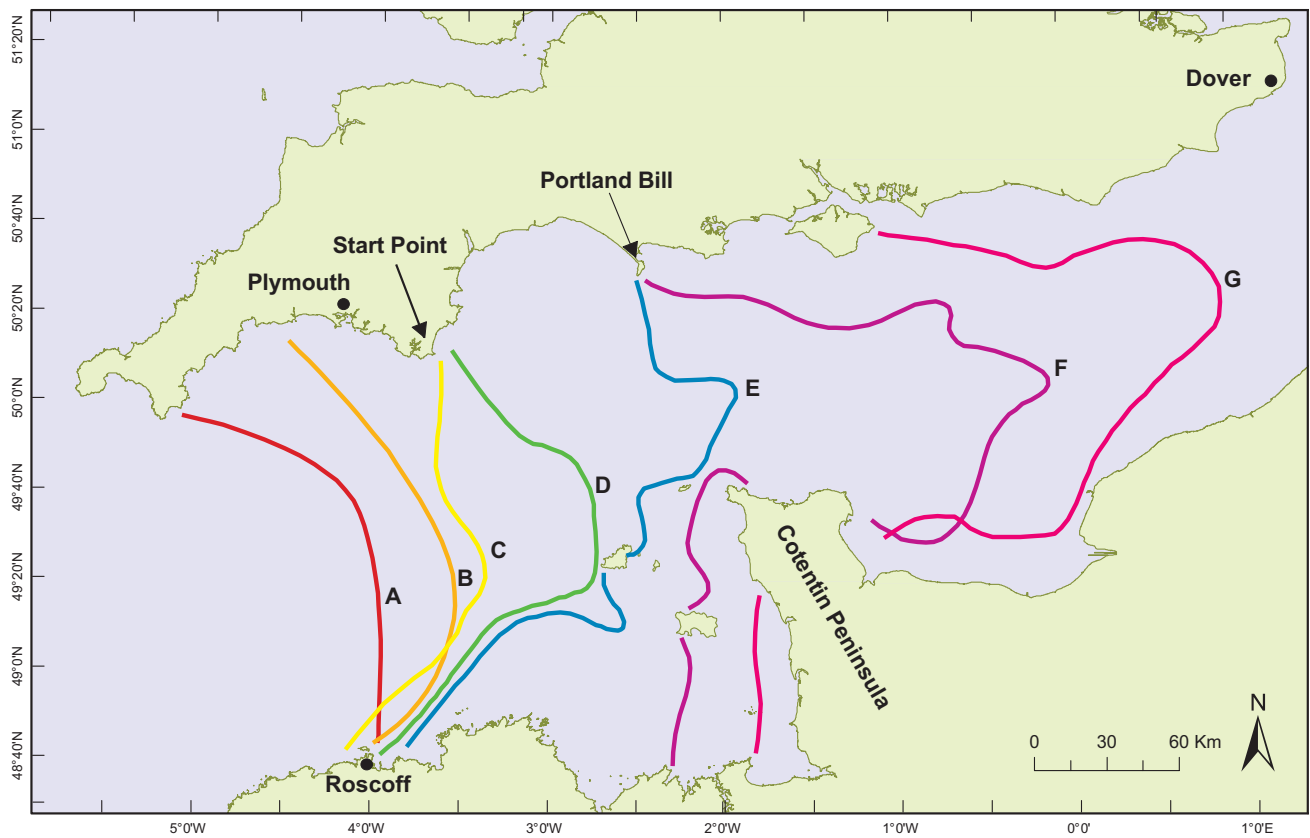 51°20'N
51°0'N
50°40'N
50°20'N
50°0'N
49°40'N
49°20'N
49°0'N
48°40'N
Dover
Portland Bill
Start Point
Plymouth
G
F
E
D
C
B
A
Cotentin Peninsula
Roscoff
N
0 30 60 Km
5°0'W 4°0'W 3°0'W 2°0'W 1°0'W 0°0' 1°0'E